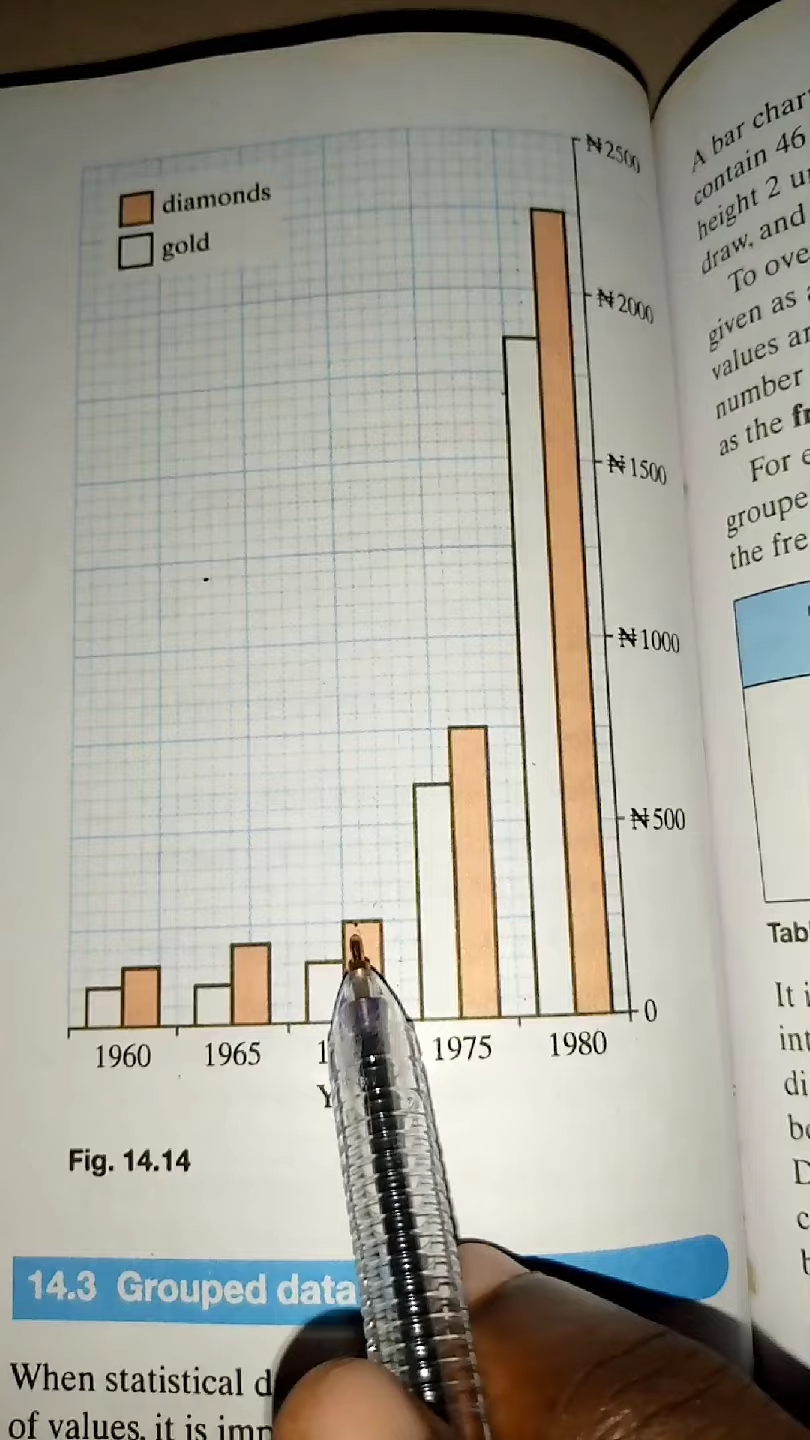 ₦2500
diamonds
gold
₦2000
₦1500
₦1000
₦500
0
1960 1965 1 1975 1980
Y
Fig. 14.14
14.3 Grouped data
When statistical d
of values, it is imp
A bar char
contain 46
height 2 u
draw, and
To ove
given as a
values ar
number
as the fr
For e
groupe
the fre
Tab
It i
int
di
b
D
c